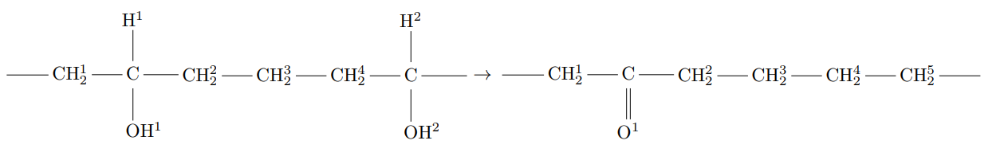 H¹ H²
CH₂¹ C CH₂² CH₂³ CH₂⁴ C → CH₂¹ C CH₂² CH₂³ CH₂⁴ CH₂⁵
OH¹ OH² O¹